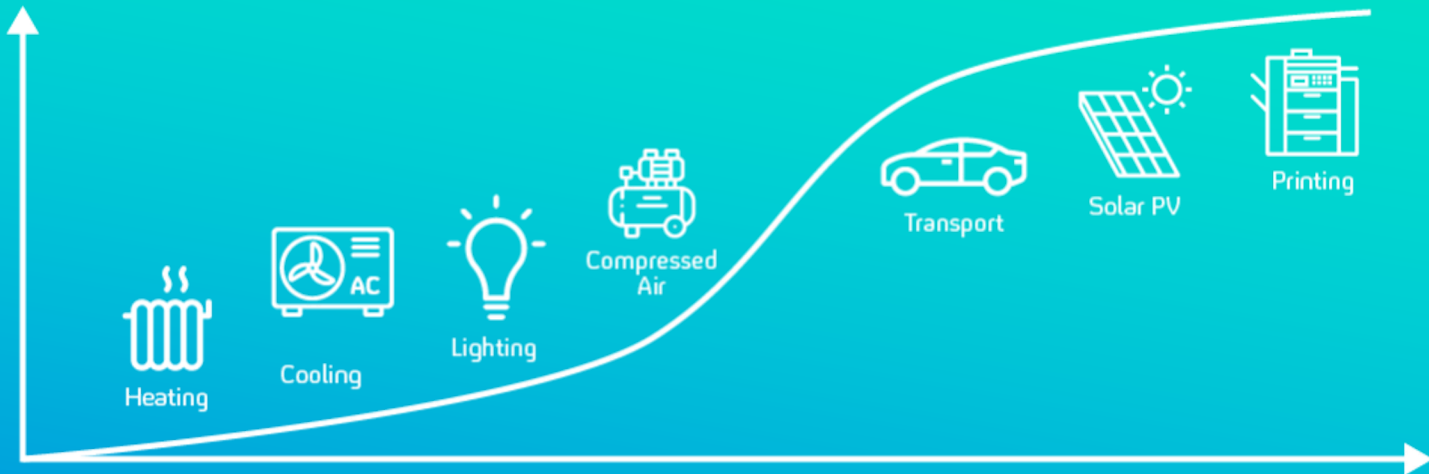 Heating
AC
Cooling
Lighting
Compressed
Air
Transport
Solar PV
Printing